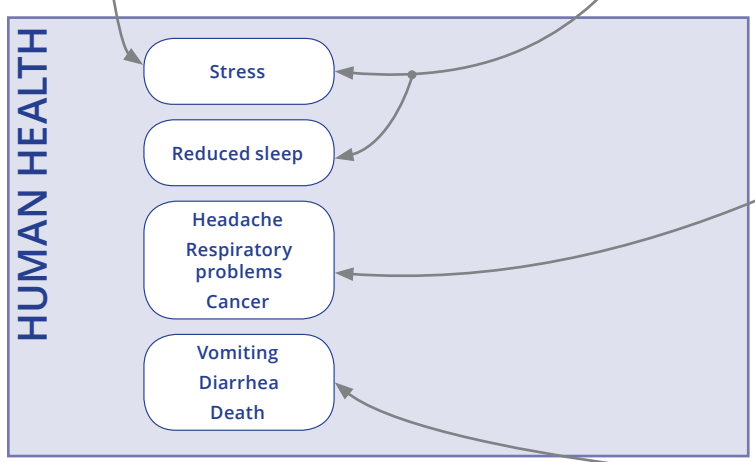 HUMAN HEALTH
Stress
Reduced sleep
Headache
Respiratory
problems
Cancer
Vomiting
Diarrhea
Death